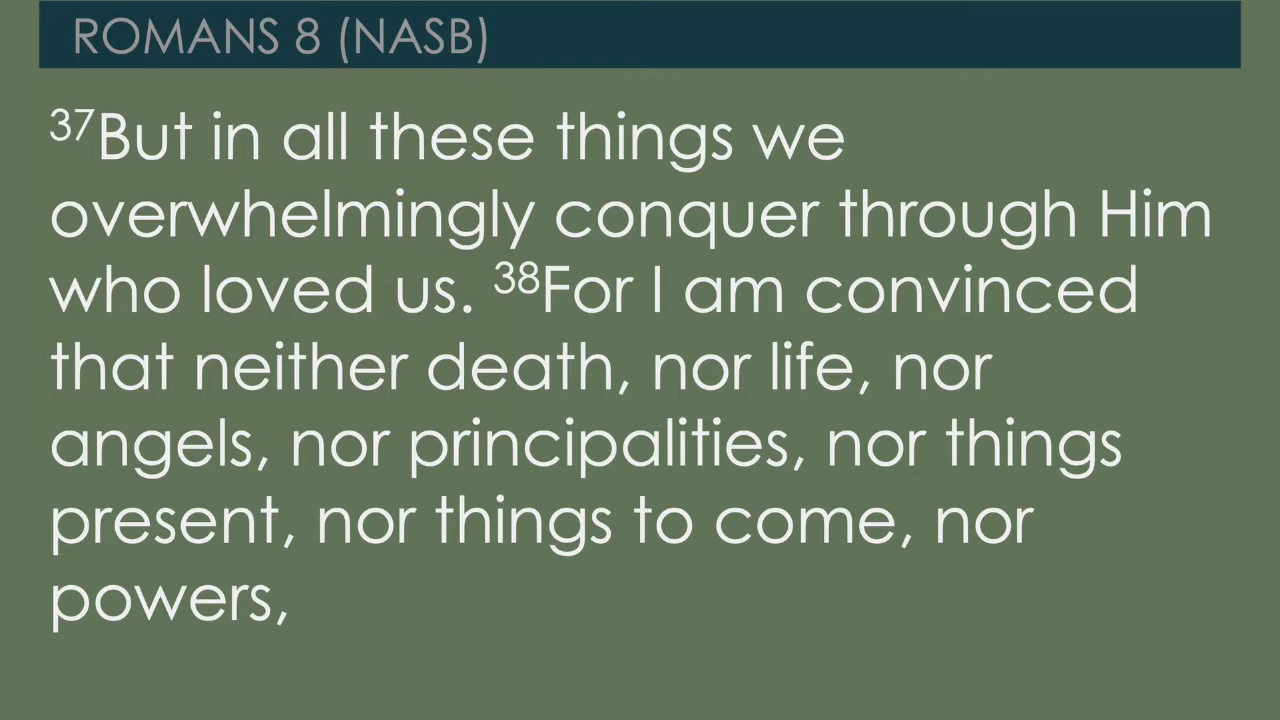 ROMANS 8 (NASB)
37But in all these things we
overwhelmingly conquer through Him
who loved us. 38For I am convinced
that neither death, nor life, nor
angels, nor principalities, nor things
present, nor things to come, nor
powers,